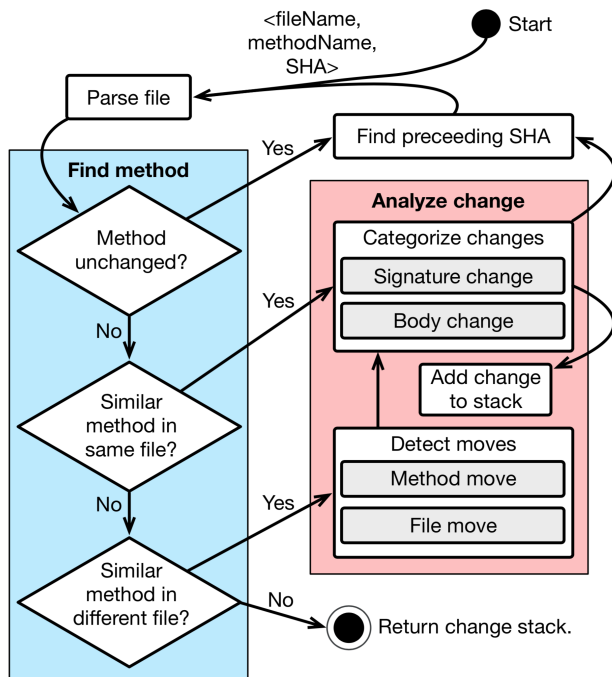 <fileName,
methodName,
SHA>
Start
Parse file
Find preceeding SHA
Yes
Find method
Method
unchanged?
No
Yes
Similar
method in
same file?
No
Yes
Similar
method in
different file?
No
Analyze change
Categorize changes
Signature change
Body change
Add change
to stack
Detect moves
Method move
File move
Return change stack.